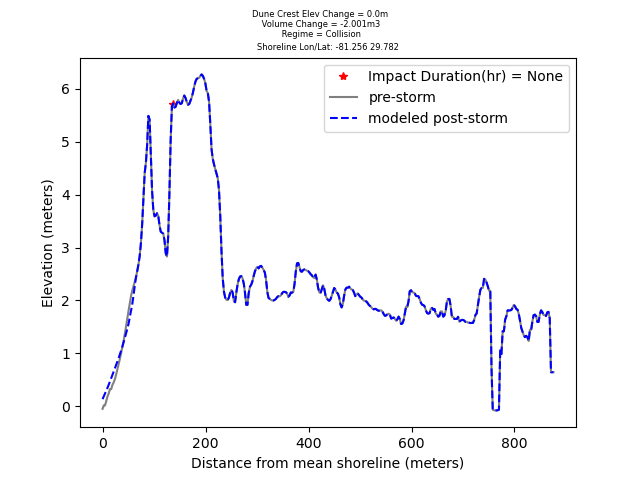 Dune Crest Elev Change = 0.0m
Volume Change = -2.001m3
Regime = Collision
Shoreline Lon/Lat: -81.256 29.782
Impact Duration(hr) = None
pre-storm
modeled post-storm
6
5
4
3
2
1
0
Elevation (meters)
0 200 400 600 800
Distance from mean shoreline (meters)